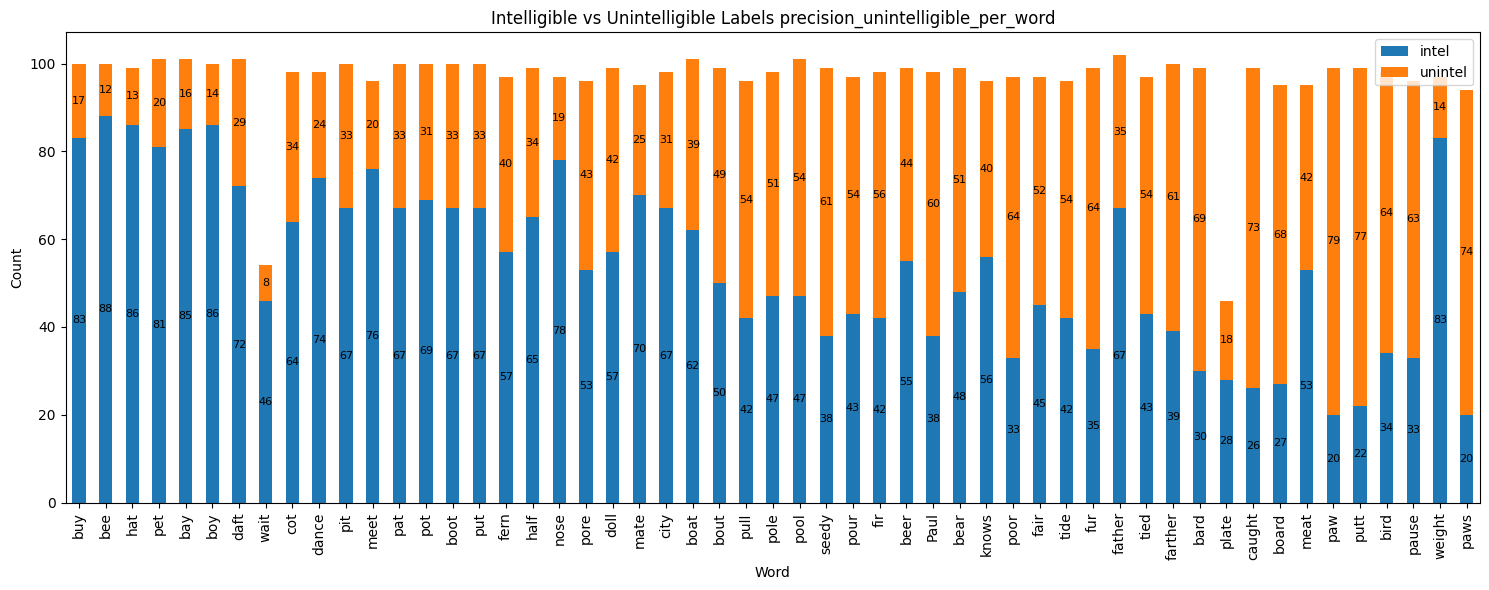 Intelligible vs Unintelligible Labels precision_unintelligible_per_word
intel
unintel
Count
100
80
60
40
20
0
17 12 13 20 16 14 29 8 34 24 33 20 33 31 33 33 40 34 19 43 42 25 31 39 49 54 51 54 61 54 56 44 60 51 40 64 52 54 64 35 54 61 69 18 73 68 42 79 77 64 63 14 74
83 88 86 81 85 86 72 46 64 74 67 76 67 69 67 67 57 65 78 53 57 70 67 62 50 42 47 47 38 43 42 55 38 48 56 33 45 42 35 67 43 39 30 28 26 27 53 20 22 34 33 83 20
buy
bee
hat
pet
bay
boy
daft
wait
cot
dance
pit
meet
pat
pot
boot
put
fern
half
nose
pore
doll
mate
city
boat
bout
pull
pole
pool
seedy
pour
fir
beer
Paul
bear
knows
poor
fair
tide
fur
father
tied
farther
bard
plate
caught
board
meat
paw
putt
bird
pause
weight
paws
Word